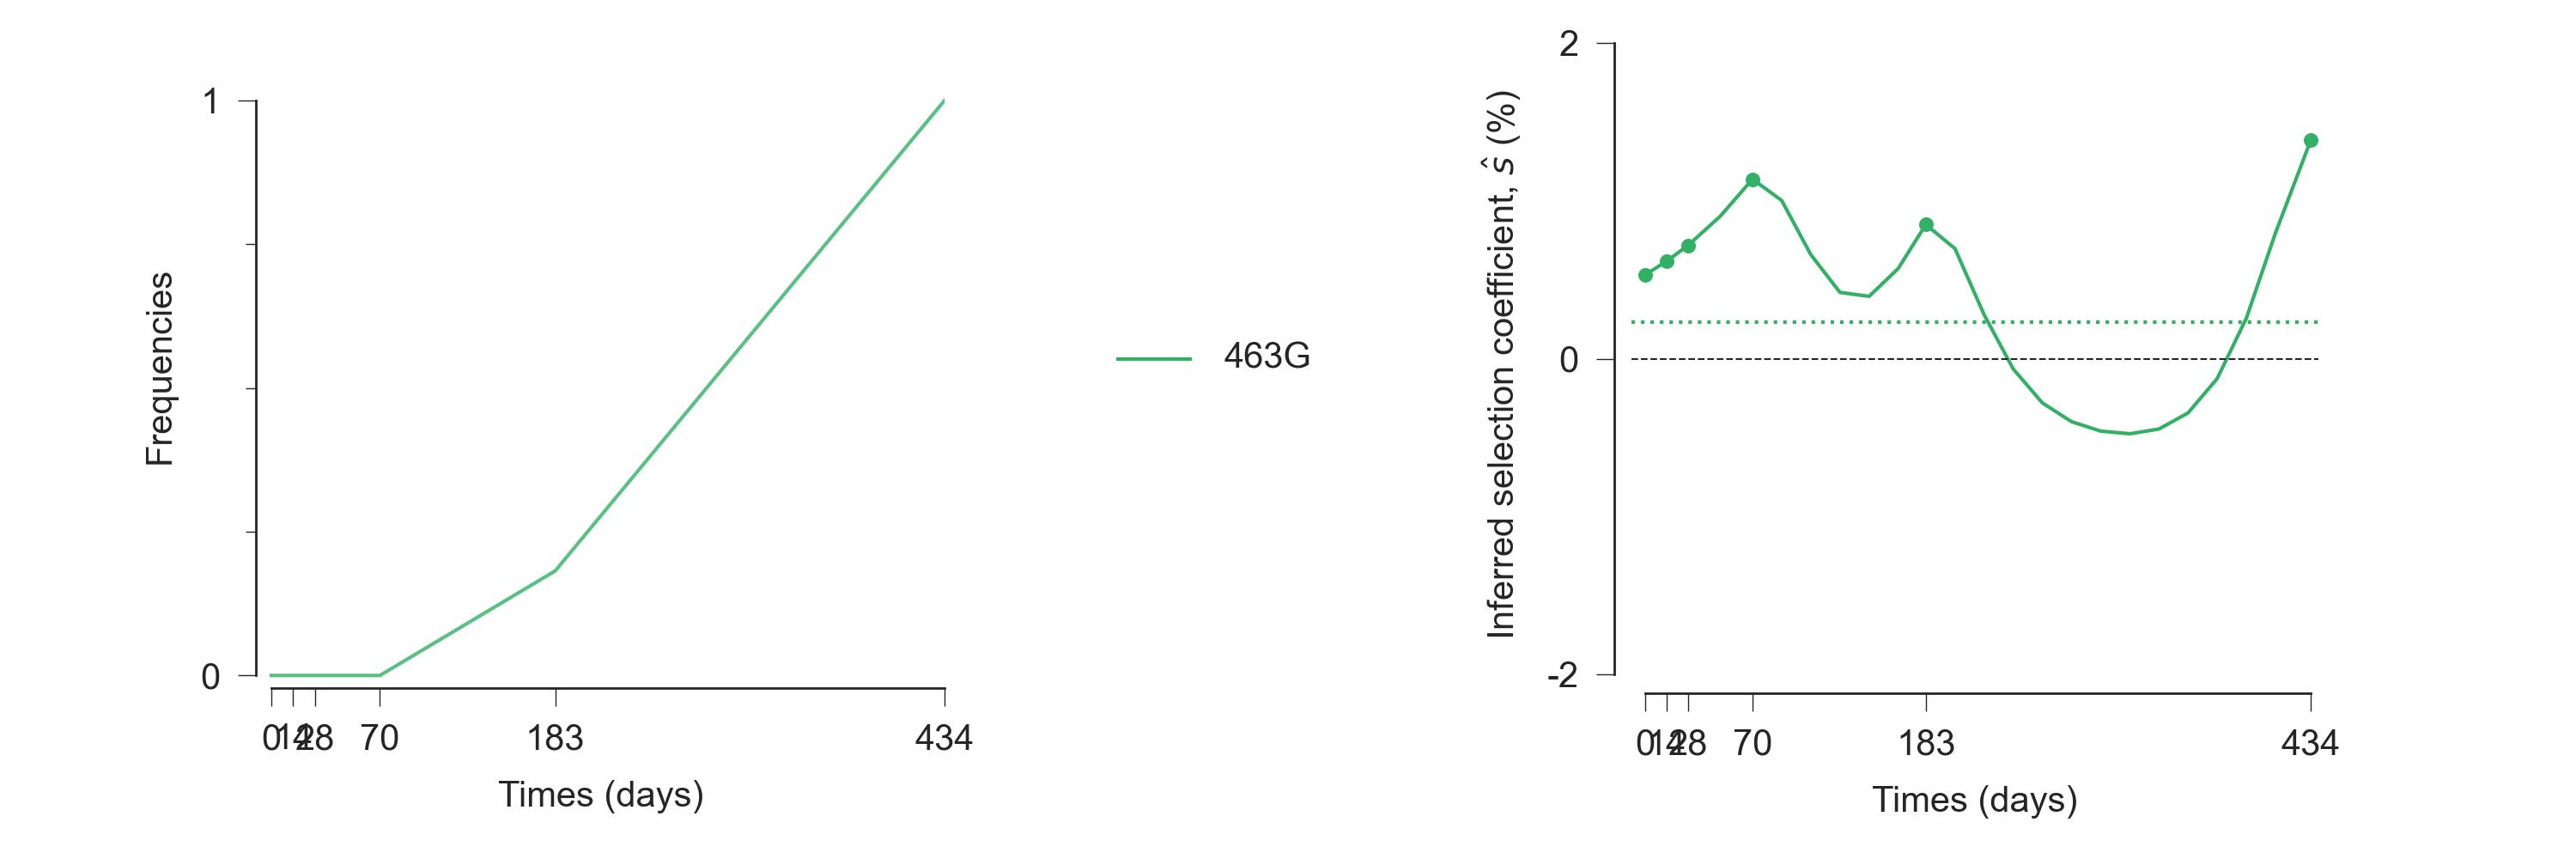 1
Frequencies
0
0 14 28 70 183 434
Times (days)
463G
2
Inferred selection coefficient, ŝ (%)
0
-2
0 14 28 70 183 434
Times (days)